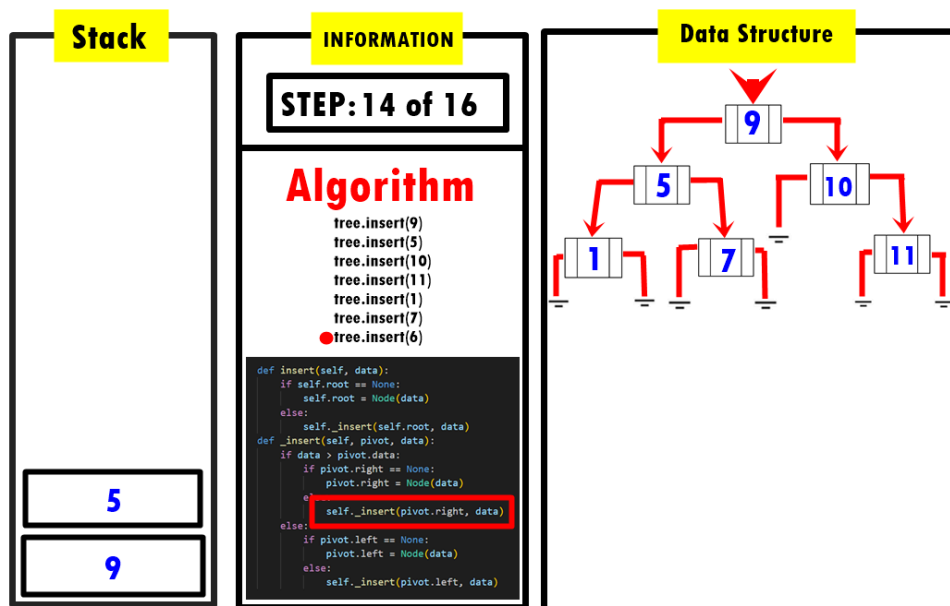 Stack
5
9
INFORMATION
STEP: 14 of 16
Algorithm
tree.insert(9)
tree.insert(5)
tree.insert(10)
tree.insert(11)
tree.insert(1)
tree.insert(7)
tree.insert(6)
def insert(self, data):
    if self.root == None:
        self.root = Node(data)
    else:
        self._insert(self.root, data)
def _insert(self, pivot, data):
    if data > pivot.data:
        if pivot.right == None:
            pivot.right = Node(data)
        else:
            self._insert(pivot.right, data)
    else:
        if pivot.left == None:
            pivot.left = Node(data)
        else:
            self._insert(pivot.left, data)
Data Structure
9
5
10
1
7
11